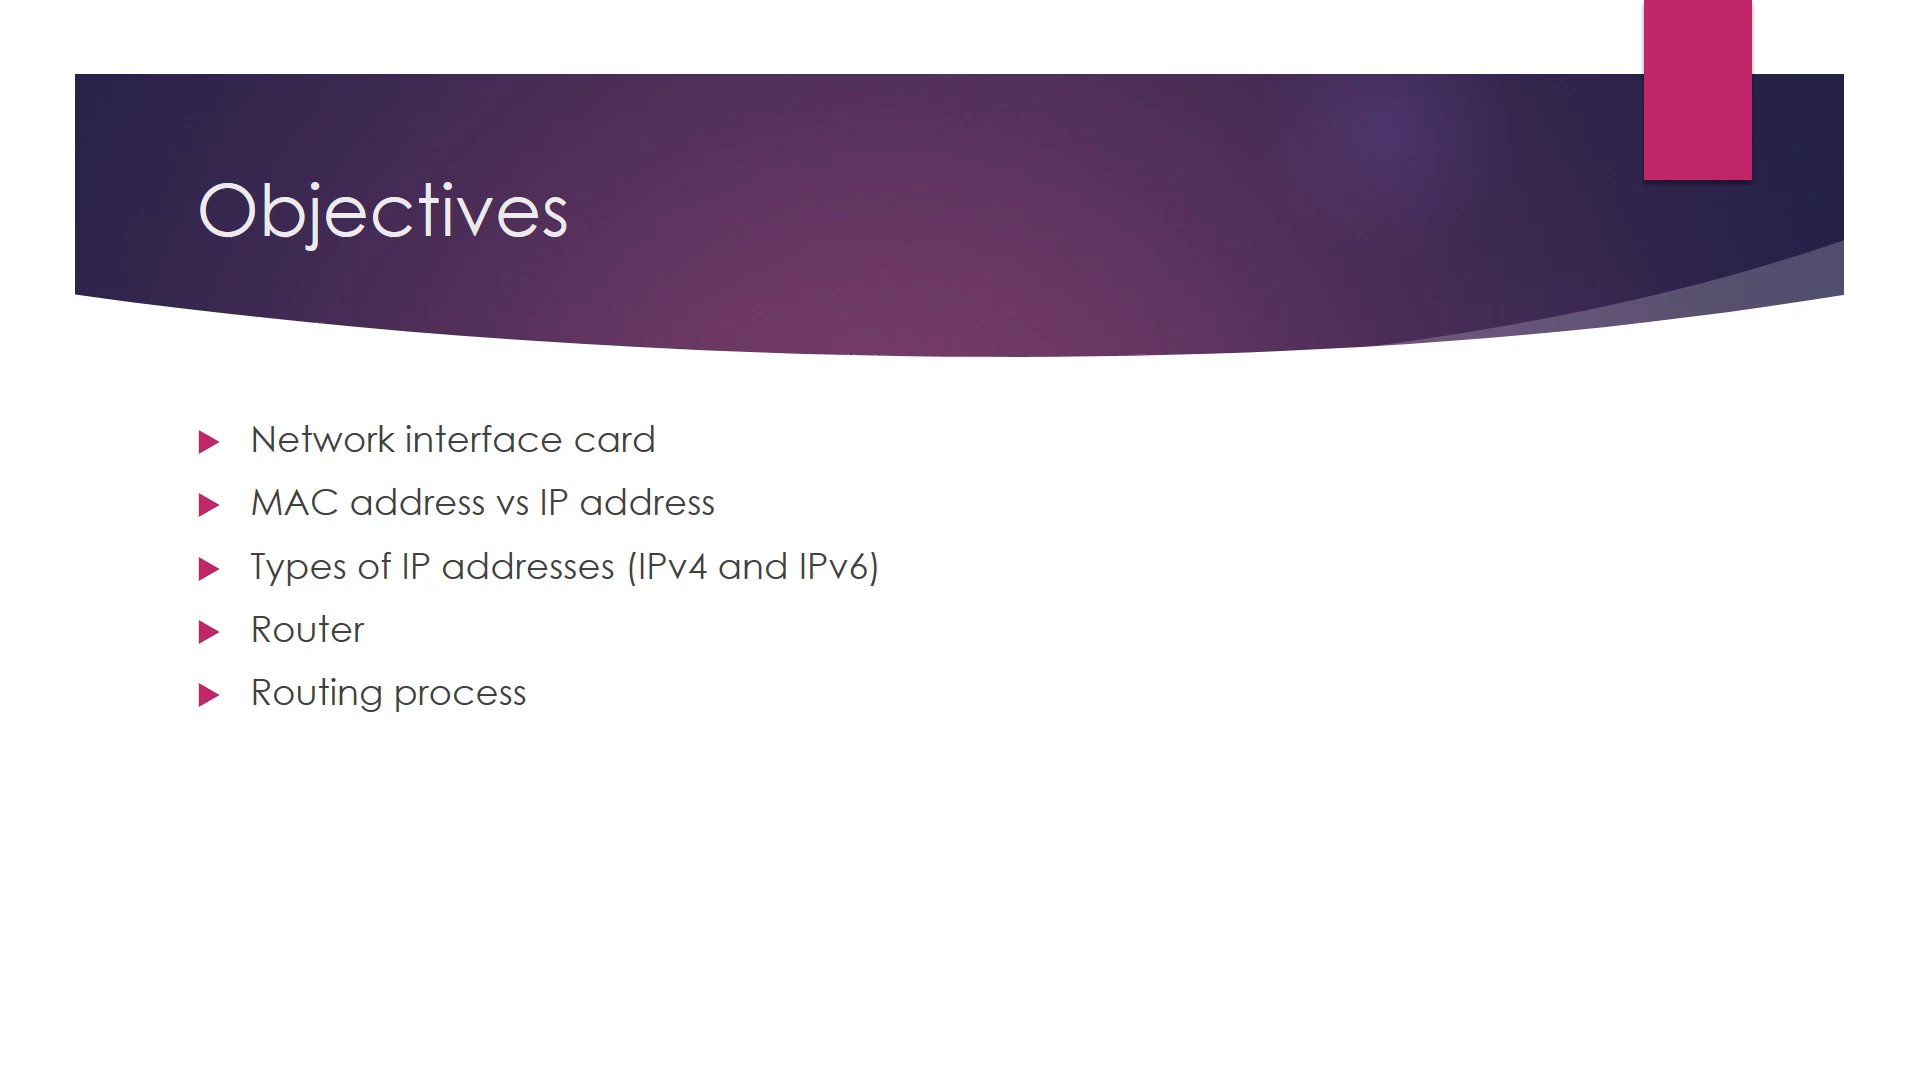 Objectives
Network interface card
MAC address vs IP address
Types of IP addresses (IPv4 and IPv6)
Router
Routing process